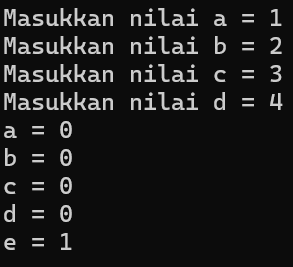 Masukkan nilai a = 1
Masukkan nilai b = 2
Masukkan nilai c = 3
Masukkan nilai d = 4
a = 0
b = 0
c = 0
d = 0
e = 1